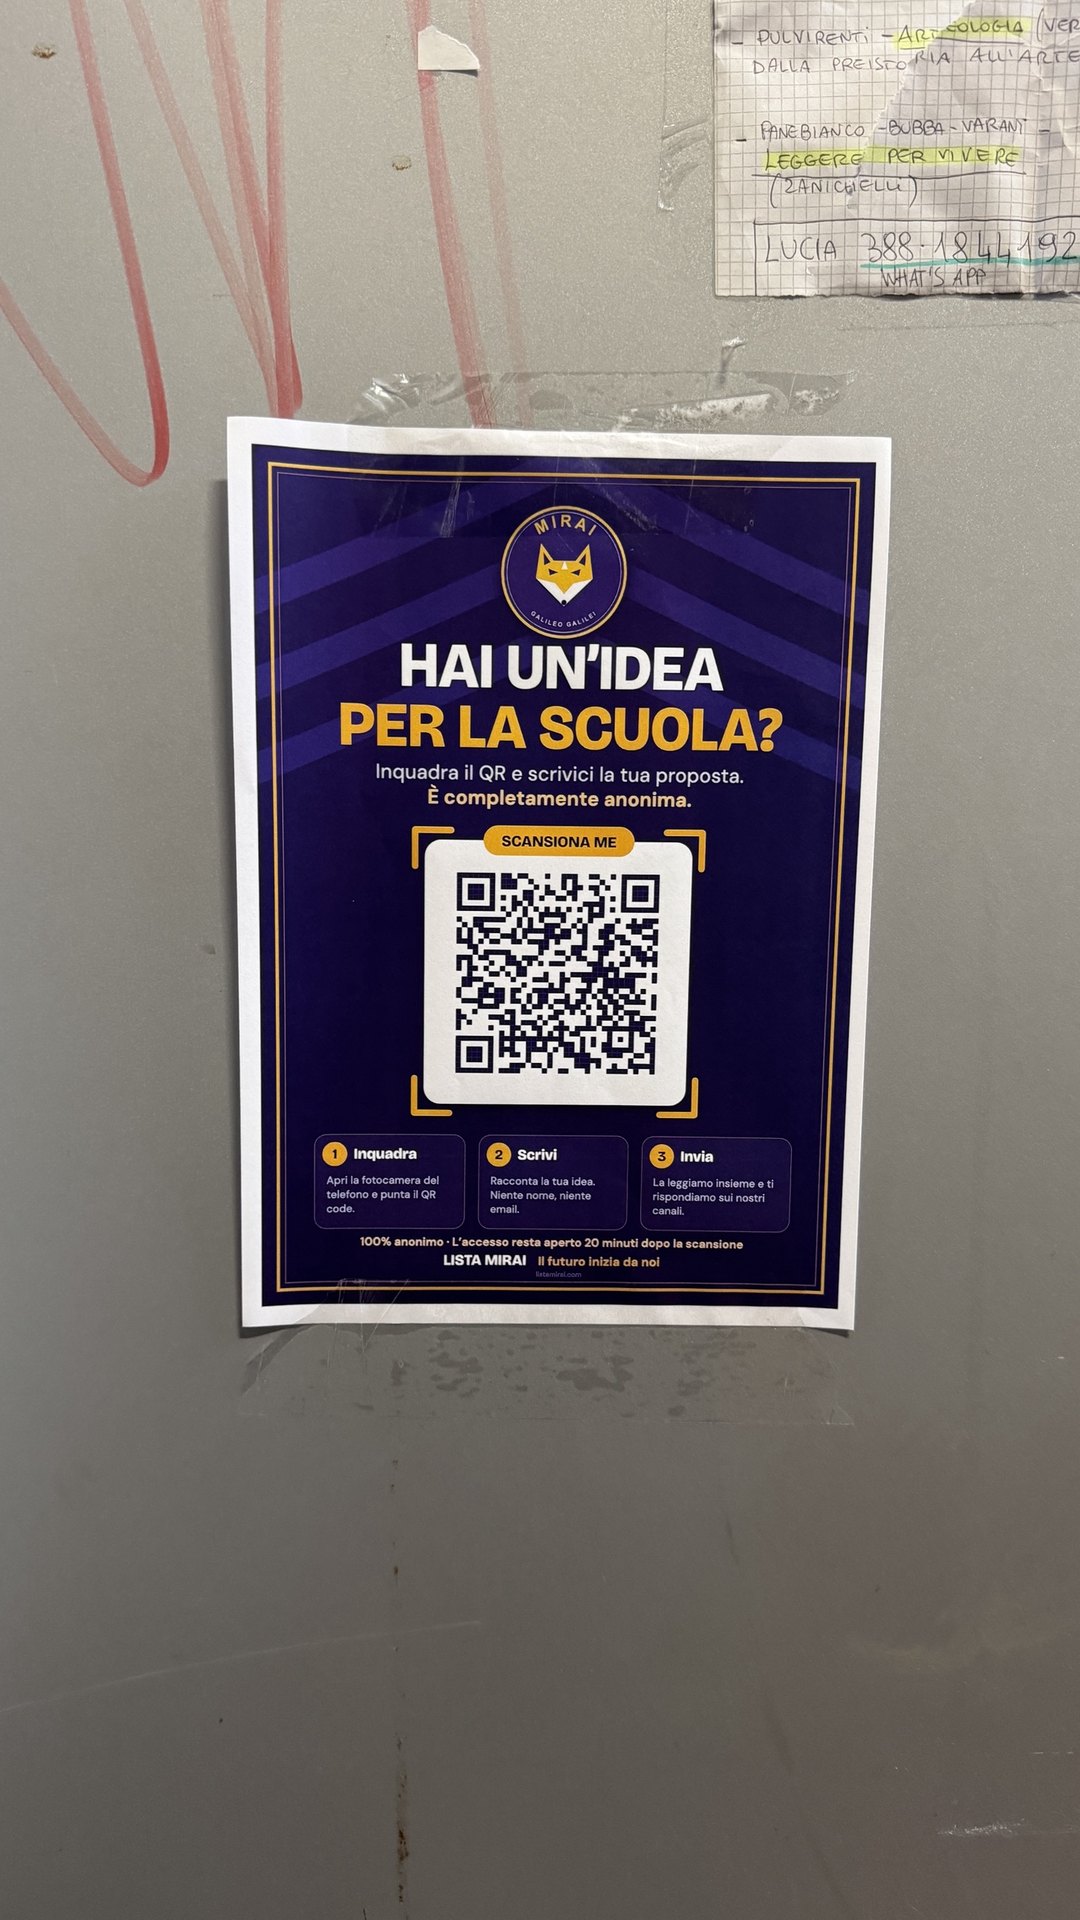 - PULVIRENTI - ARTEOLOGIA (VER
DALLA PREISTORIA ALL'ARTE
- PANEBIANCO - BUBBA - VARANI -
LEGGERE PER VIVERE
(ZANICHELLI)
LUCIA 388·1844192
WHAT'S APP
MIRAI
GALILEO GALILEI
HAI UN'IDEA
PER LA SCUOLA?
Inquadra il QR e scrivici la tua proposta.
È completamente anonima.
SCANSIONA ME
1 Inquadra
Apri la fotocamera del
telefono e punta il QR
code.
2 Scrivi
Racconta la tua idea.
Niente nome, niente
email.
3 Invia
La leggiamo insieme e ti
rispondiamo sui nostri
canali.
100% anonimo · L'accesso resta aperto 20 minuti dopo la scansione
LISTA MIRAI Il futuro inizia da noi
listamirai.com